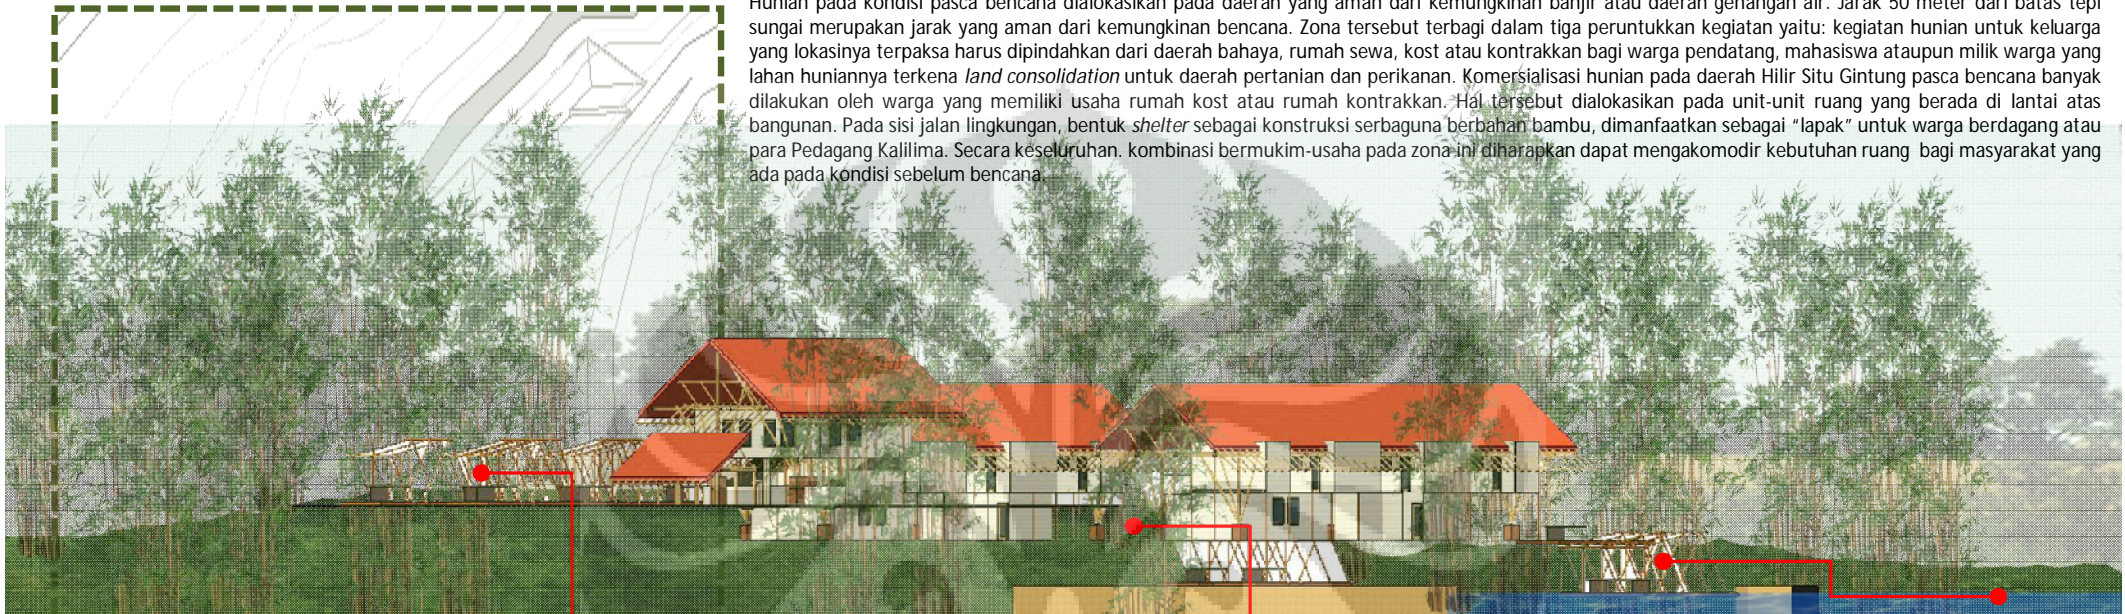 Hunian pada kondisi pasca bencana dialokasikan pada daerah yang aman dari kemungkinan banjir atau daerah genangan air. Jarak 50 meter dari batas tepi
sungai merupakan jarak yang aman dari kemungkinan bencana. Zona tersebut terbagi dalam tiga peruntukkan kegiatan yaitu: kegiatan hunian untuk keluarga
yang lokasinya terpaksa harus dipindahkan dari daerah bahaya, rumah sewa, kost atau kontrakkan bagi warga pendatang, mahasiswa ataupun milik warga yang
lahan huniannya terkena land consolidation untuk daerah pertanian dan perikanan. Komersialisasi hunian pada daerah Hilir Situ Gintung pasca bencana banyak
dilakukan oleh warga yang memiliki usaha rumah kost atau rumah kontrakkan. Hal tersebut dialokasikan pada unit-unit ruang yang berada di lantai atas
bangunan. Pada sisi jalan lingkungan, bentuk shelter sebagai konstruksi serbaguna berbahan bambu, dimanfaatkan sebagai “lapak” untuk warga berdagang atau
para Pedagang Kalilima. Secara keseluruhan. kombinasi bermukim-usaha pada zona ini diharapkan dapat mengakomodir kebutuhan ruang bagi masyarakat yang
ada pada kondisi sebelum bencana.